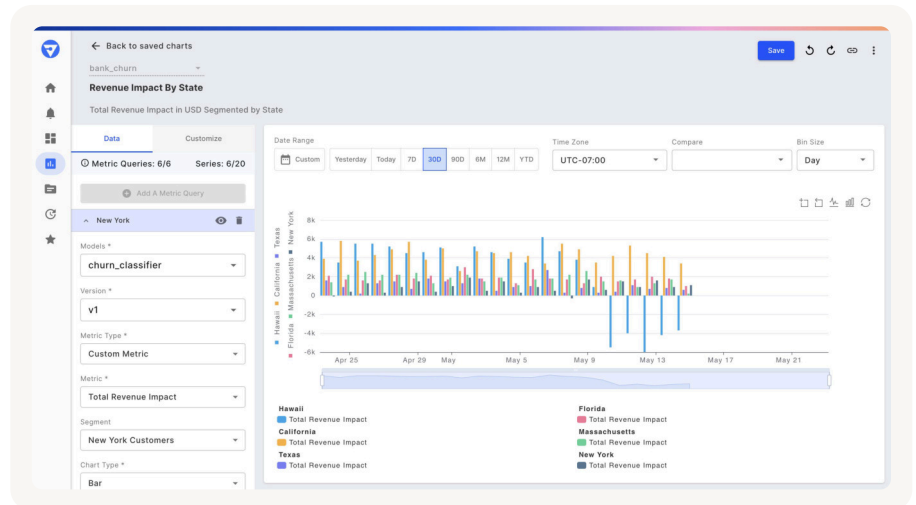 ← Back to saved charts
bank_churn
Revenue Impact By State
Total Revenue Impact in USD Segmented by State
Save
Data
Customize
Metric Queries: 6/6
Series: 6/20
Add A Metric Query
New York
Models *
churn_classifier
Version *
v1
Metric Type *
Custom Metric
Metric *
Total Revenue Impact
Segment
New York Customers
Chart Type *
Bar
Date Range
Custom
Yesterday
Today
7D
30D
90D
6M
12M
YTD
Time Zone
UTC-07:00
Compare
Bin Size
Day
Hawaii
California
Texas
Florida
Massachusetts
New York
8k
6k
4k
2k
0
-2k
-4k
-6k
Apr 25
Apr 29
May
May 5
May 9
May 13
May 17
May 21
Hawaii
Total Revenue Impact
California
Total Revenue Impact
Texas
Total Revenue Impact
Florida
Total Revenue Impact
Massachusetts
Total Revenue Impact
New York
Total Revenue Impact